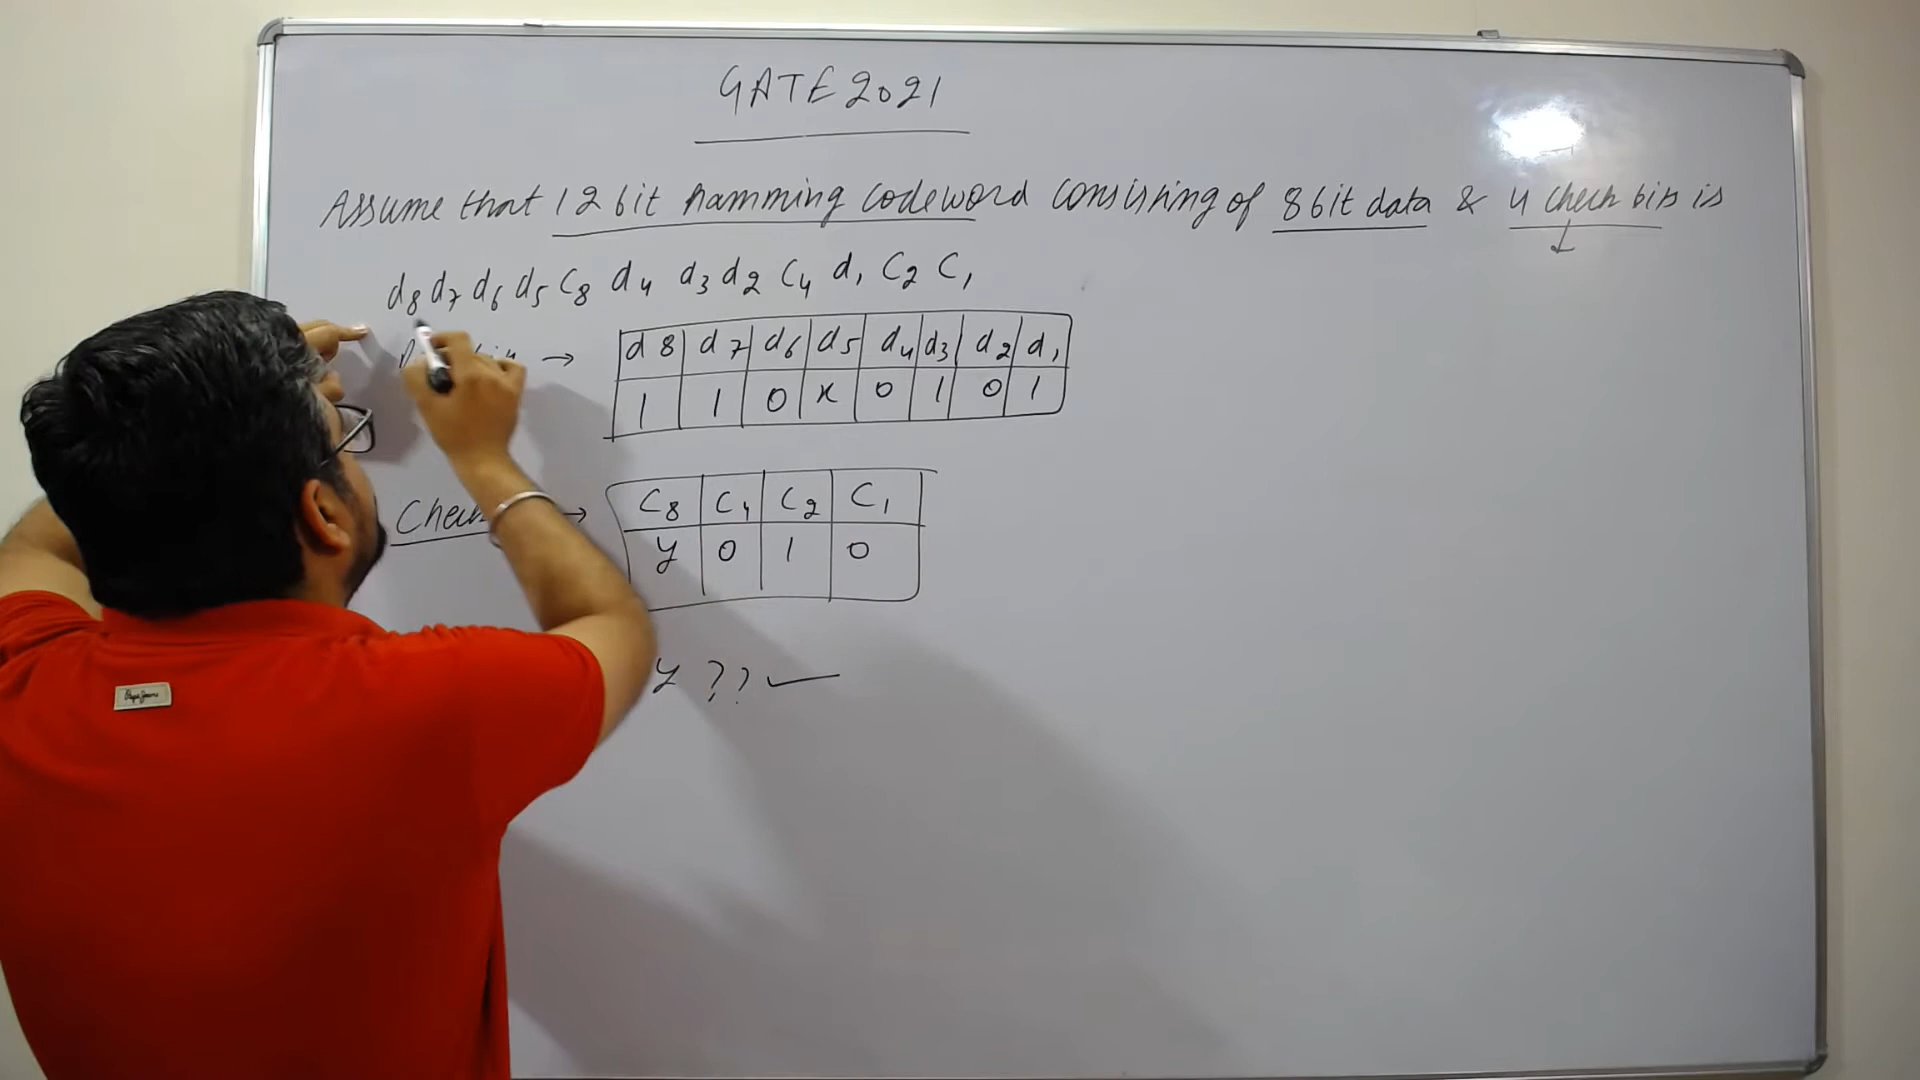 GATE 2021
Assume that 12 bit hamming codeword consisting of 8 bit data & 4 check bits is
d8 d7 d6 d5 C8 d4 d3 d2 C4 d1 C2 C1
→ d8 d7 d6 d5 d4 d3 d2 d1
1 1 0 x 0 1 0 1
→ C8 C4 C2 C1
y 0 1 0
y ??
Pepe Jeans